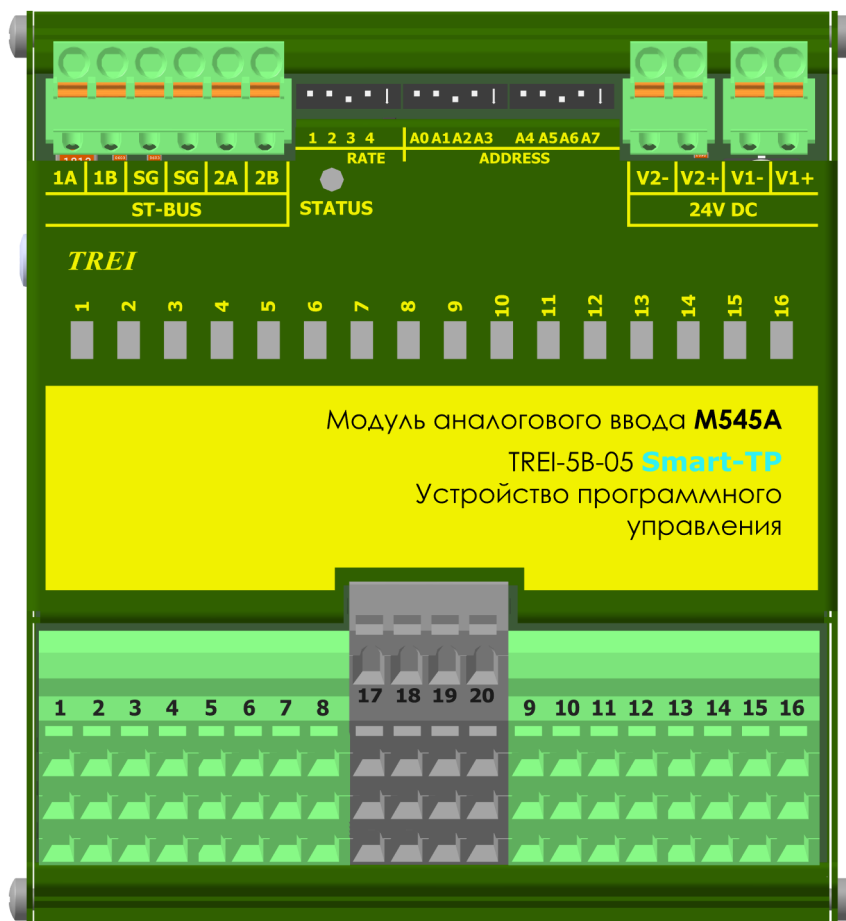 1 2 3 4 A0 A1 A2 A3 A4 A5 A6 A7
RATE ADDRESS
1A 1B SG SG 2A 2B V2- V2+ V1- V1+
ST-BUS STATUS 24V DC
TREI
1 2 3 4 5 6 7 8 9 10 11 12 13 14 15 16
Модуль аналогового ввода M545A
TREI-5B-05 Smart-TP
Устройство программного
управления
17 18 19 20
1 2 3 4 5 6 7 8 9 10 11 12 13 14 15 16